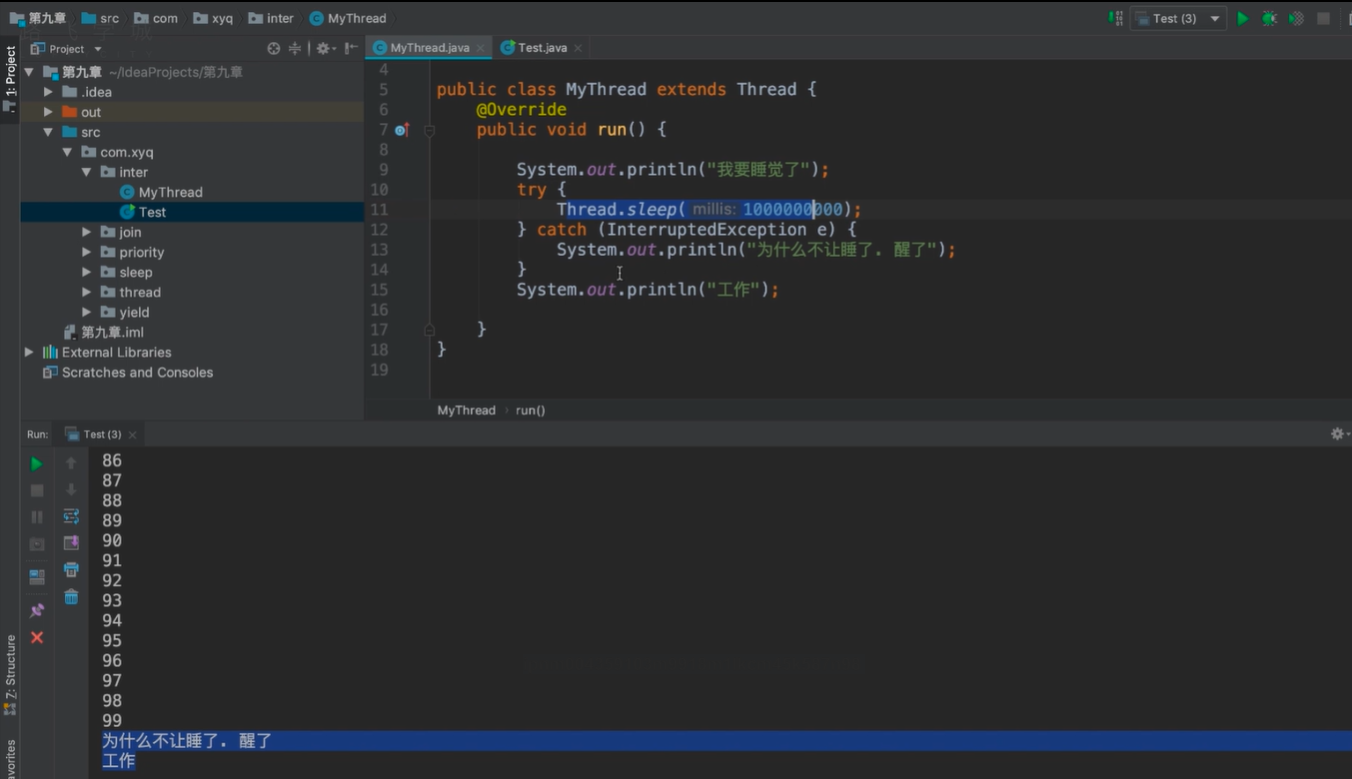 第九章 src com xyq inter MyThread Test (3)
Project MyThread.java Test.java
1: Project
第九章 ~/IdeaProjects/第九章
.idea
out
src
com.xyq
inter
MyThread
Test
join
priority
sleep
thread
yield
第九章.iml
External Libraries
Scratches and Consoles
4
5 public class MyThread extends Thread {
6 @Override
7 public void run() {
8
9 System.out.println("我要睡觉了");
10 try {
11 Thread.sleep( millis: 1000000000);
12 } catch (InterruptedException e) {
13 System.out.println("为什么不让睡了. 醒了");
14 }
15 System.out.println("工作");
16
17 }
18 }
19
MyThread › run()
Run: Test (3)
86
87
88
89
90
91
92
93
94
95
96
97
98
99
为什么不让睡了. 醒了
工作
7: Structure
avorites